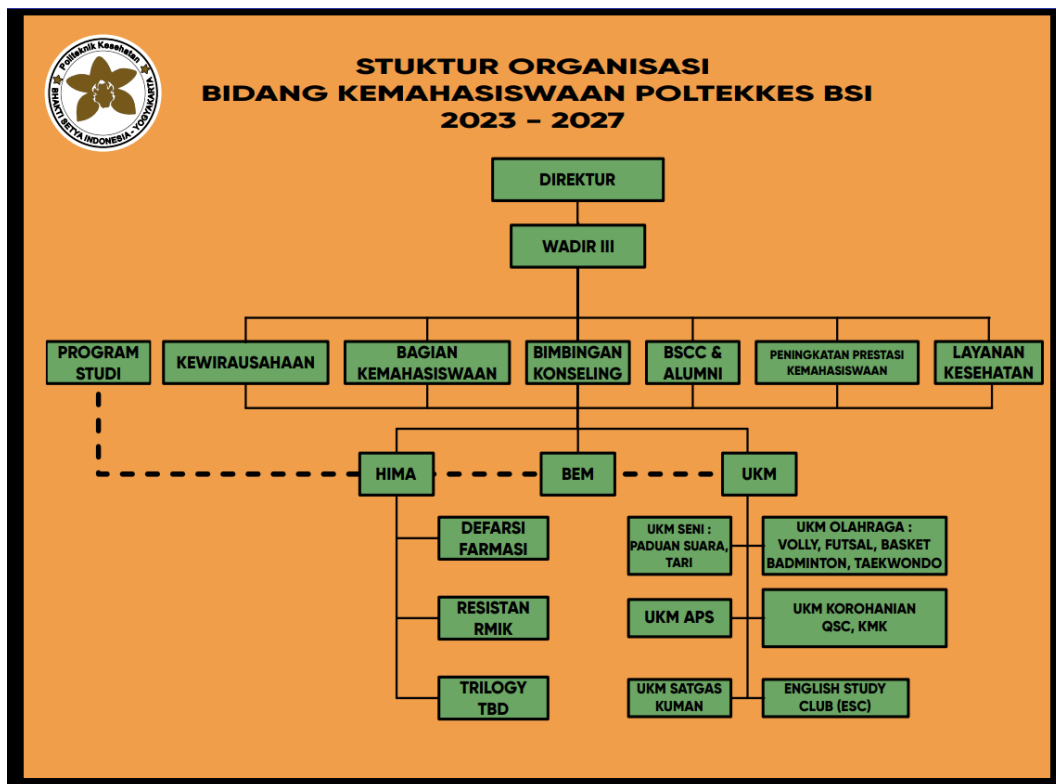 Politeknik Kesehatan
BHAKTI SETYA INDONESIA - YOGYAKARTA
STUKTUR ORGANISASI
BIDANG KEMAHASISWAAN POLTEKKES BSI
2023 – 2027
DIREKTUR
WADIR III
PROGRAM
STUDI
KEWIRAUSAHAAN
BAGIAN
KEMAHASISWAAN
BIMBINGAN
KONSELING
BSCC &
ALUMNI
PENINGKATAN PRESTASI
KEMAHASISWAAN
LAYANAN
KESEHATAN
HIMA
BEM
UKM
DEFARSI
FARMASI
RESISTAN
RMIK
TRILOGY
TBD
UKM SENI :
PADUAN SUARA,
TARI
UKM OLAHRAGA :
VOLLY, FUTSAL, BASKET
BADMINTON, TAEKWONDO
UKM APS
UKM KOROHANIAN
QSC, KMK
UKM SATGAS
KUMAN
ENGLISH STUDY
CLUB (ESC)